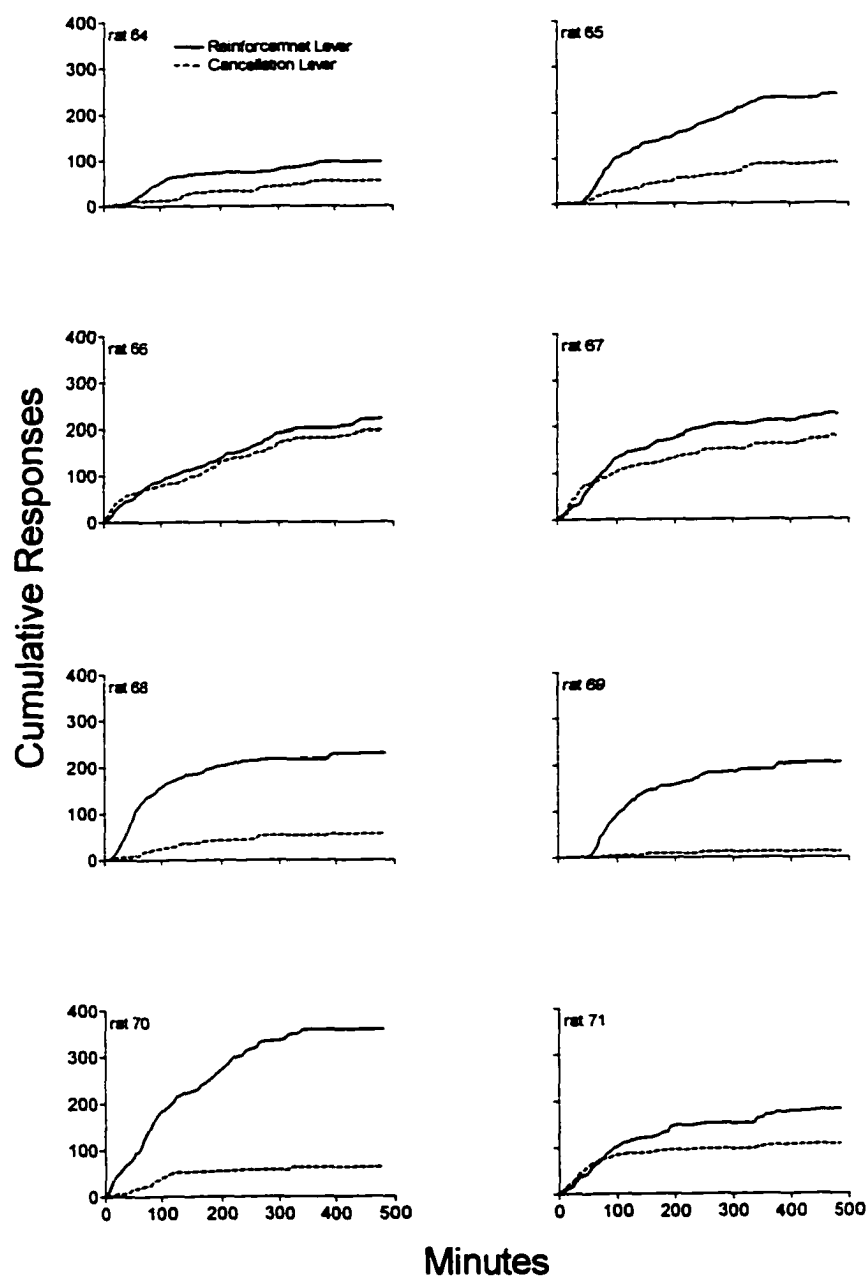 rat 64
Reinforcemnet Lever
Cancellation Lever
400
300
200
100
0
rat 65
rat 66
400
300
200
100
0
rat 67
Cumulative Responses
rat 68
400
300
200
100
0
rat 69
rat 70
400
300
200
100
0
0 100 200 300 400 500
rat 71
0 100 200 300 400 500
Minutes